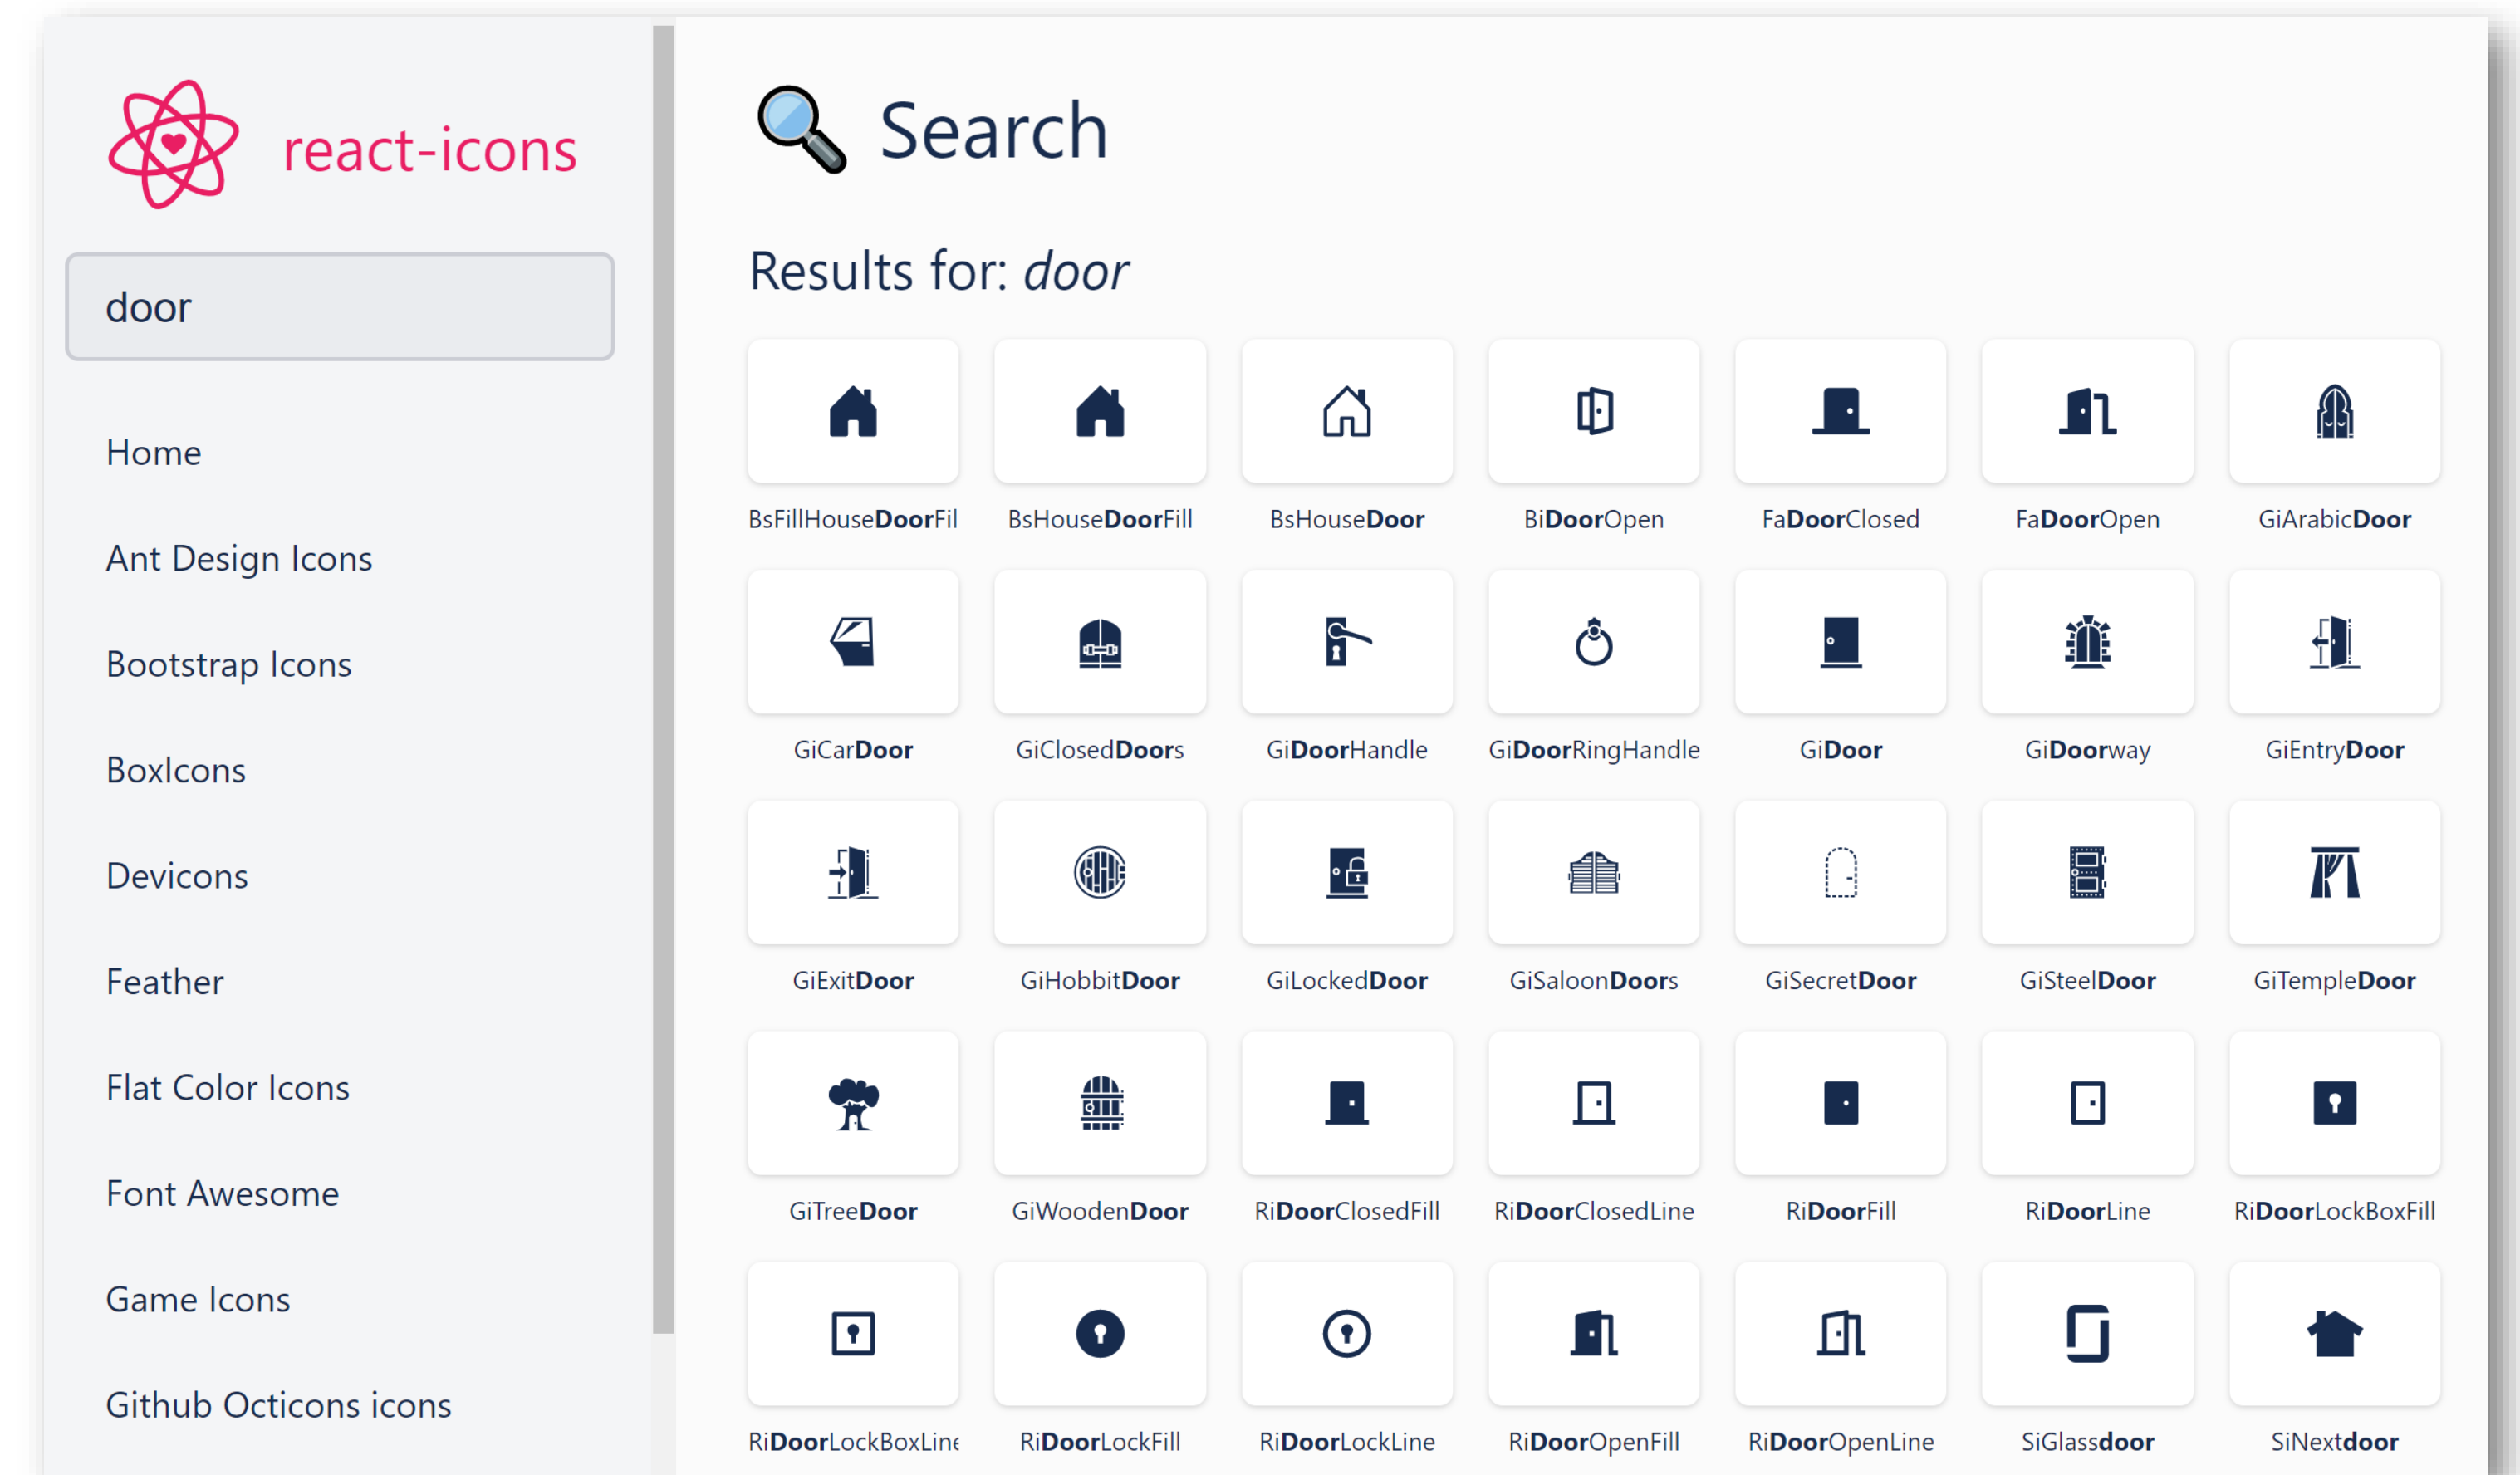 react-icons
door
Home
Ant Design Icons
Bootstrap Icons
BoxIcons
Devicons
Feather
Flat Color Icons
Font Awesome
Game Icons
Github Octicons icons
Search
Results for: door
BsFillHouseDoorFil BsHouseDoorFill BsHouseDoor BiDoorOpen FaDoorClosed FaDoorOpen GiArabicDoor
GiCarDoor GiClosedDoors GiDoorHandle GiDoorRingHandle GiDoor GiDoorway GiEntryDoor
GiExitDoor GiHobbitDoor GiLockedDoor GiSaloonDoors GiSecretDoor GiSteelDoor GiTempleDoor
GiTreeDoor GiWoodenDoor RiDoorClosedFill RiDoorClosedLine RiDoorFill RiDoorLine RiDoorLockBoxFill
RiDoorLockBoxLine RiDoorLockFill RiDoorLockLine RiDoorOpenFill RiDoorOpenLine SiGlassdoor SiNextdoor